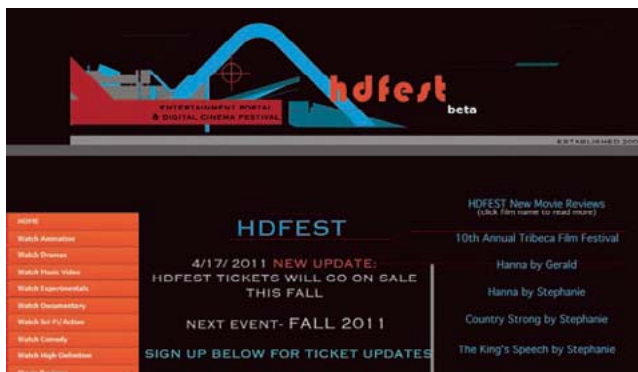 hdfest
beta
ENTERTAINMENT PORTAL
& DIGITAL CINEMA FESTIVAL
ESTABLISHED
HOME
Watch Animation
Watch Dramas
Watch Music Video
Watch Experimentals
Watch Documentary
Watch Sci-Fi/Action
Watch Comedy
Watch High-Definition
HDFEST
4/17/2011 NEW UPDATE:
HDFEST TICKETS WILL GO ON SALE
THIS FALL
NEXT EVENT- FALL 2011
SIGN UP BELOW FOR TICKET UPDATES
HDFEST New Movie Reviews
(click film name to read more)
10th Annual Tribeca Film Festival
Hanna by Gerald
Hanna by Stephanie
Country Strong by Stephanie
The King's Speech by Stephanie